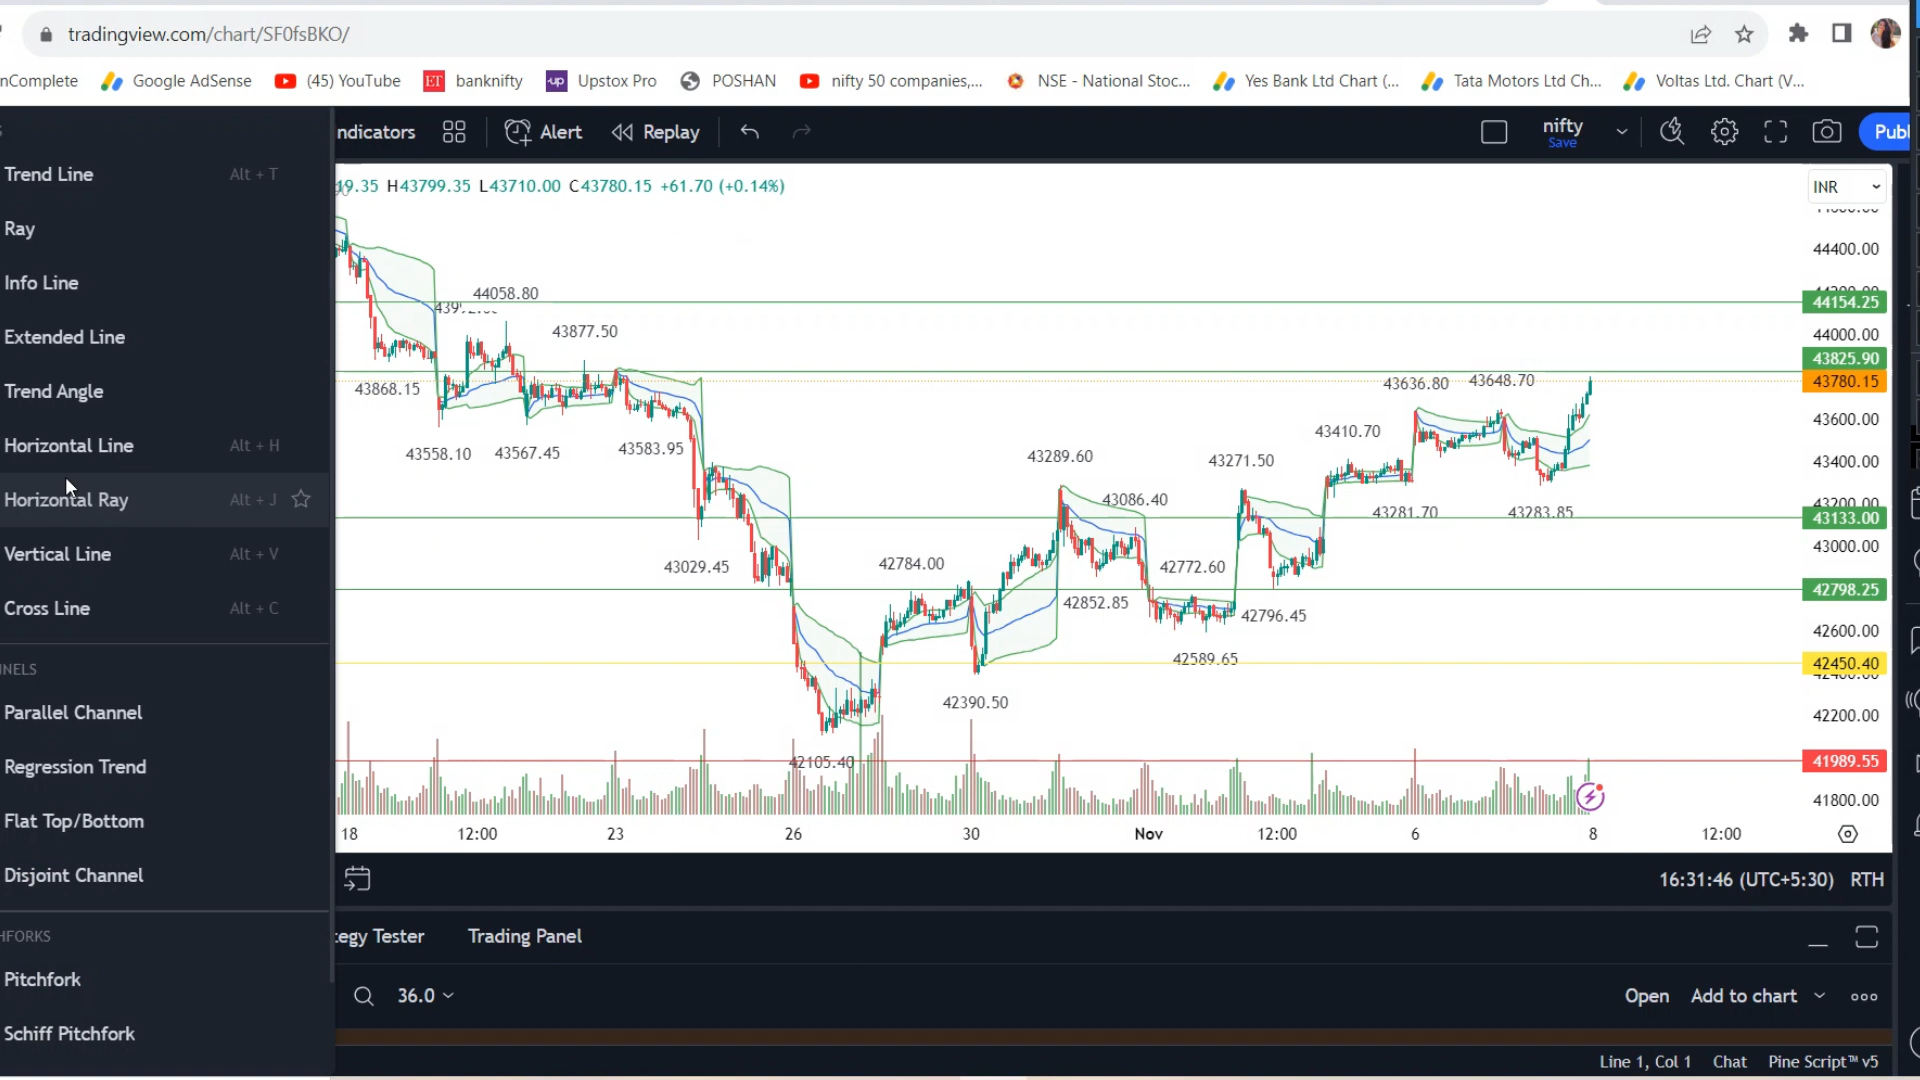 tradingview.com/chart/SF0fsBKO/
nComplete Google AdSense (45) YouTube ET banknifty up Upstox Pro POSHAN nifty 50 companies,... NSE - National Stoc... Yes Bank Ltd Chart (... Tata Motors Ltd Ch... Voltas Ltd. Chart (V...
ndicators Alert Replay nifty Publ
Save
Trend Line Alt + T
19.35 H43799.35 L43710.00 C43780.15 +61.70 (+0.14%)
INR
Ray
44400.00
Info Line
44058.80
44154.25
43877.50
Extended Line
44000.00
43825.90
43868.15
43636.80 43648.70
43780.15
Trend Angle
43600.00
43410.70
Horizontal Line Alt + H
43558.10 43567.45 43583.95
43289.60 43271.50
43400.00
Horizontal Ray Alt + J
43086.40
43200.00
43281.70 43283.85
43133.00
Vertical Line Alt + V
43000.00
43029.45 42784.00 42772.60
42798.25
Cross Line Alt + C
42852.85 42796.45
42600.00
42589.65
42450.40
NNELS
42390.50
Parallel Channel
42200.00
Regression Trend
42105.40
41989.55
41800.00
Flat Top/Bottom
18 12:00 23 26 30 Nov 12:00 6 8 12:00
Disjoint Channel
16:31:46 (UTC+5:30) RTH
HFORKS
tegy Tester Trading Panel
Pitchfork
36.0 Open Add to chart
Schiff Pitchfork
Line 1, Col 1 Chat Pine Script™ v5